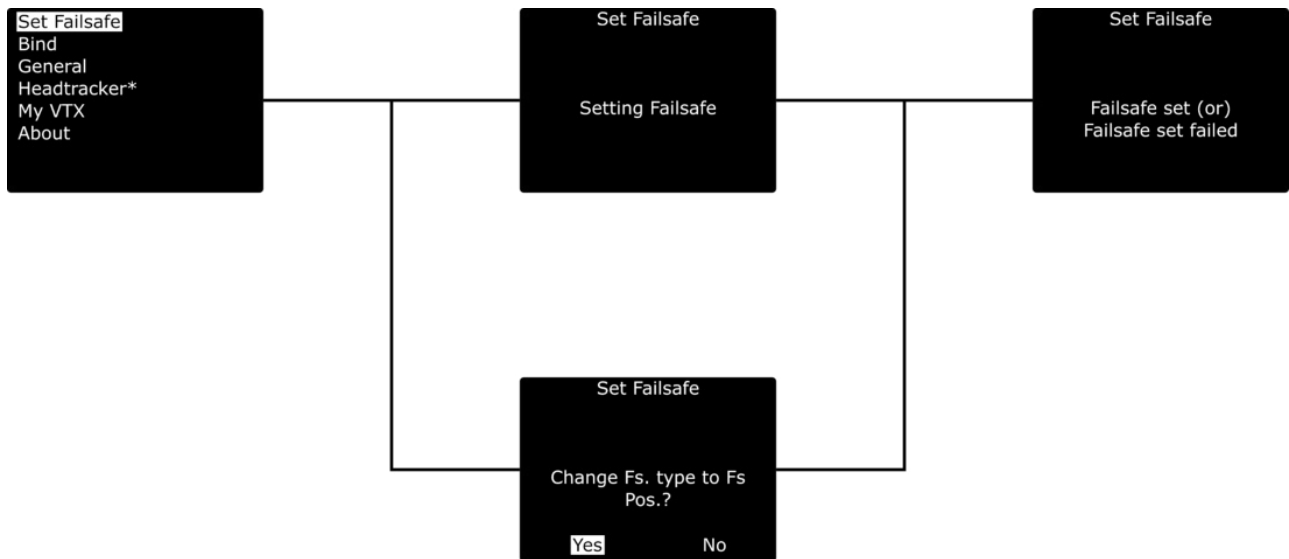 Set Failsafe
Bind
General
Headtracker*
My VTX
About
Set Failsafe
Setting Failsafe
Set Failsafe
Failsafe set (or)
Failsafe set failed
Set Failsafe
Change Fs. type to Fs
Pos.?
Yes No